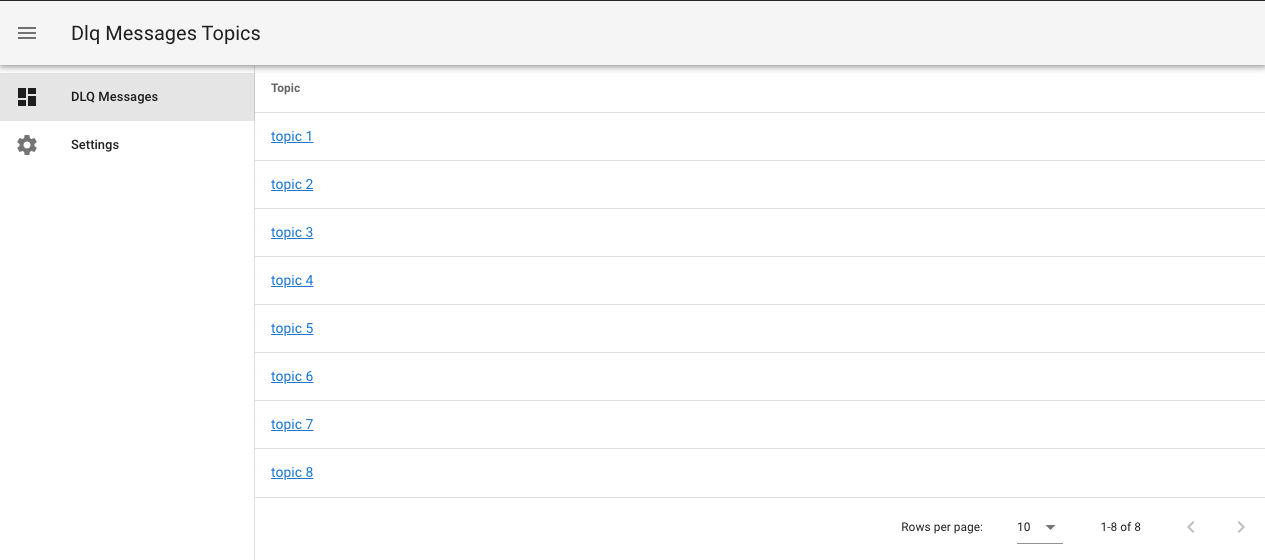 Dlq Messages Topics
DLQ Messages
Settings
Topic
topic 1
topic 2
topic 3
topic 4
topic 5
topic 6
topic 7
topic 8
Rows per page: 10 1-8 of 8